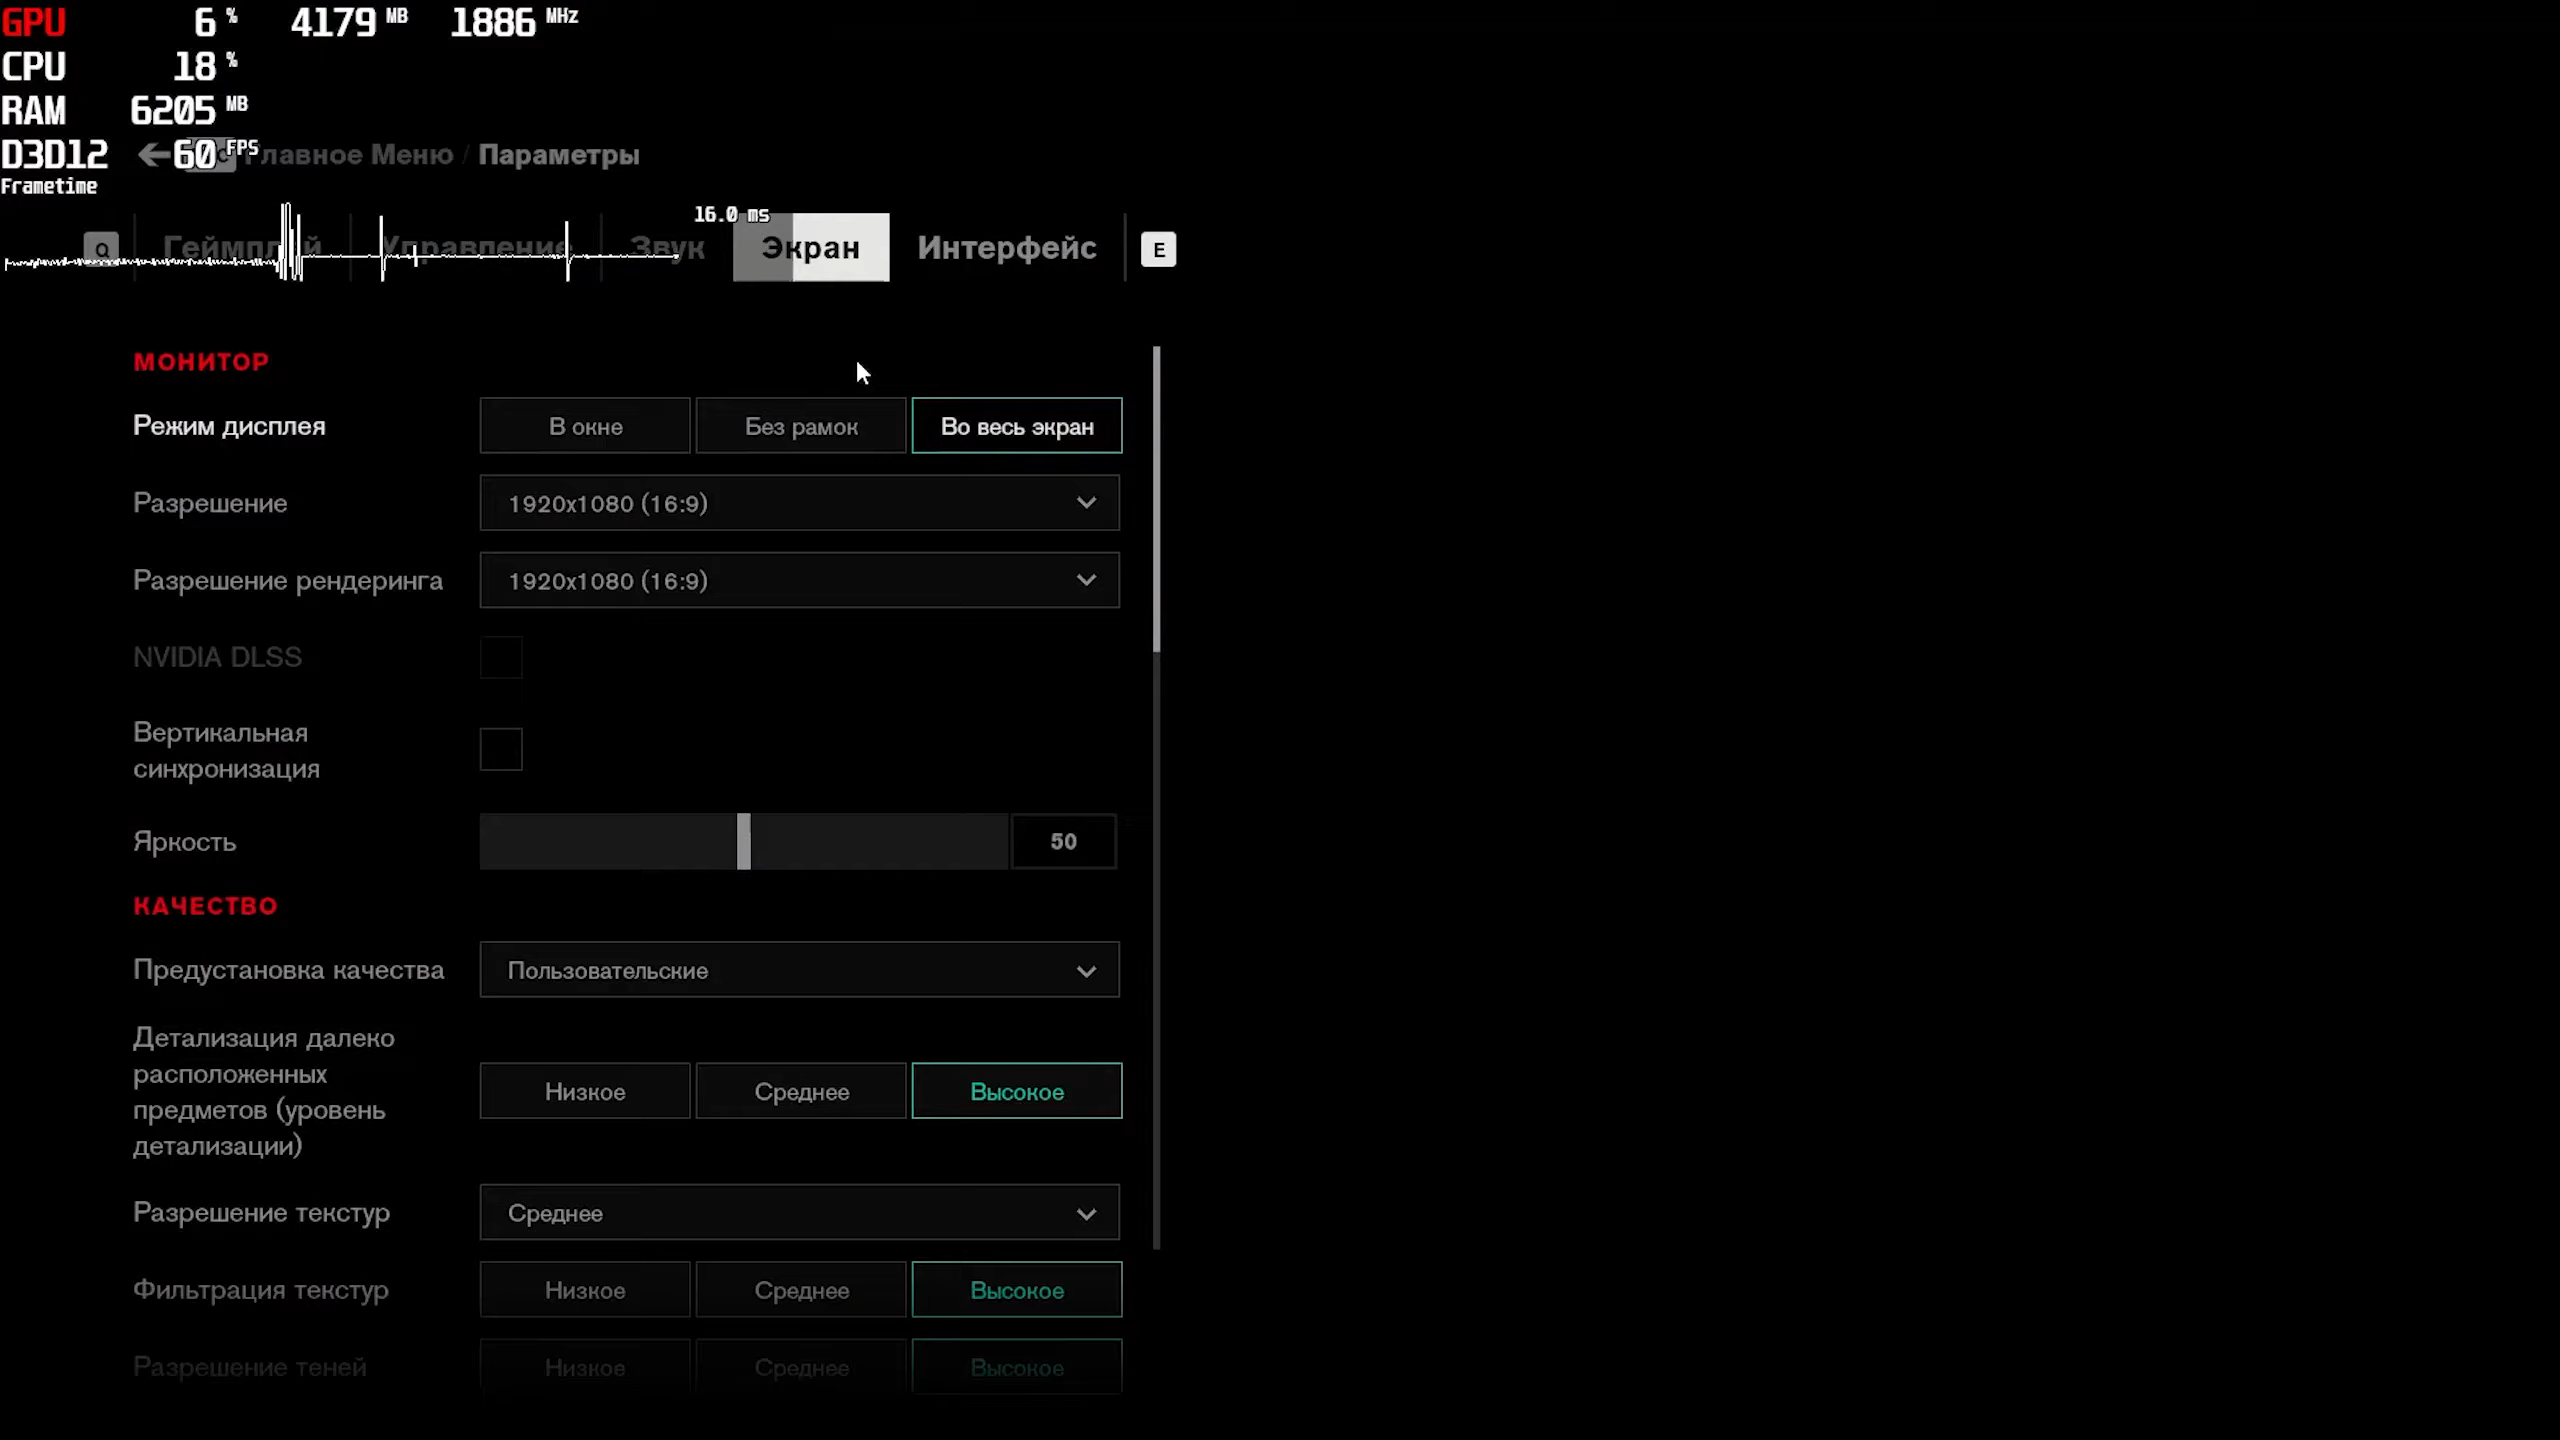 GPU 6 % 4179 MB 1886 MHz
CPU 18 %
RAM 6205 MB
D3D12 60 FPS
Главное Меню / Параметры
Frametime
16.0 ms
Q Геймплей Управление Звук Экран Интерфейс E
МОНИТОР
Режим дисплея В окне Без рамок Во весь экран
Разрешение 1920x1080 (16:9)
Разрешение рендеринга 1920x1080 (16:9)
NVIDIA DLSS
Вертикальная
синхронизация
Яркость 50
КАЧЕСТВО
Предустановка качества Пользовательские
Детализация далеко
расположенных
предметов (уровень
детализации)
Низкое Среднее Высокое
Разрешение текстур Среднее
Фильтрация текстур Низкое Среднее Высокое
Разрешение теней Низкое Среднее Высокое